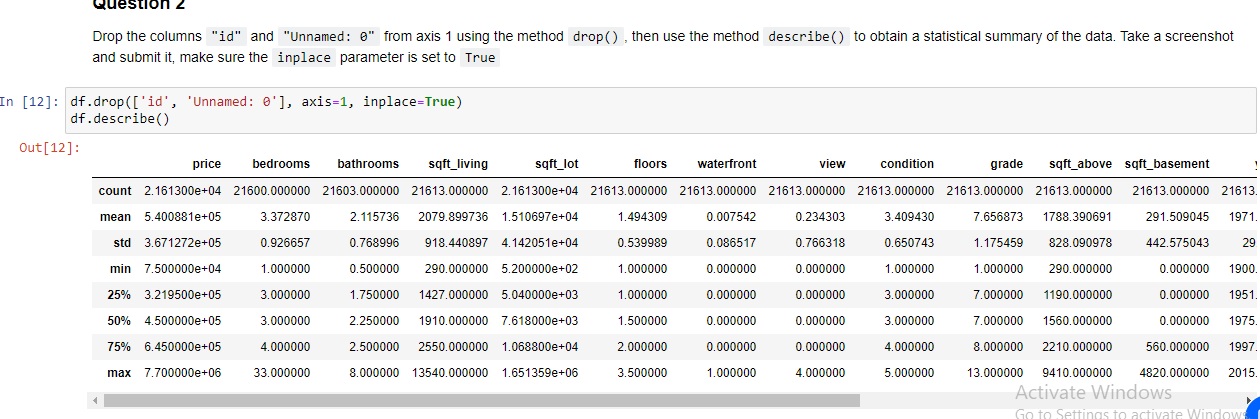 Question 2
Drop the columns "id" and "Unnamed: 0" from axis 1 using the method drop() , then use the method describe() to obtain a statistical summary of the data. Take a screenshot
and submit it, make sure the inplace parameter is set to True
In [12]: df.drop(['id', 'Unnamed: 0'], axis=1, inplace=True)
df.describe()
Out[12]:
price bedrooms bathrooms sqft_living sqft_lot floors waterfront view condition grade sqft_above sqft_basement y
count 2.161300e+04 21600.000000 21603.000000 21613.000000 2.161300e+04 21613.000000 21613.000000 21613.000000 21613.000000 21613.000000 21613.000000 21613.000000 21613.
mean 5.400881e+05 3.372870 2.115736 2079.899736 1.510697e+04 1.494309 0.007542 0.234303 3.409430 7.656873 1788.390691 291.509045 1971.
std 3.671272e+05 0.926657 0.768996 918.440897 4.142051e+04 0.539989 0.086517 0.766318 0.650743 1.175459 828.090978 442.575043 29.
min 7.500000e+04 1.000000 0.500000 290.000000 5.200000e+02 1.000000 0.000000 0.000000 1.000000 1.000000 290.000000 0.000000 1900.
25% 3.219500e+05 3.000000 1.750000 1427.000000 5.040000e+03 1.000000 0.000000 0.000000 3.000000 7.000000 1190.000000 0.000000 1951.
50% 4.500000e+05 3.000000 2.250000 1910.000000 7.618000e+03 1.500000 0.000000 0.000000 3.000000 7.000000 1560.000000 0.000000 1975.
75% 6.450000e+05 4.000000 2.500000 2550.000000 1.068800e+04 2.000000 0.000000 0.000000 4.000000 8.000000 2210.000000 560.000000 1997.
max 7.700000e+06 33.000000 8.000000 13540.000000 1.651359e+06 3.500000 1.000000 4.000000 5.000000 13.000000 9410.000000 4820.000000 2015.
Activate Windows
Go to Settings to activate Windows